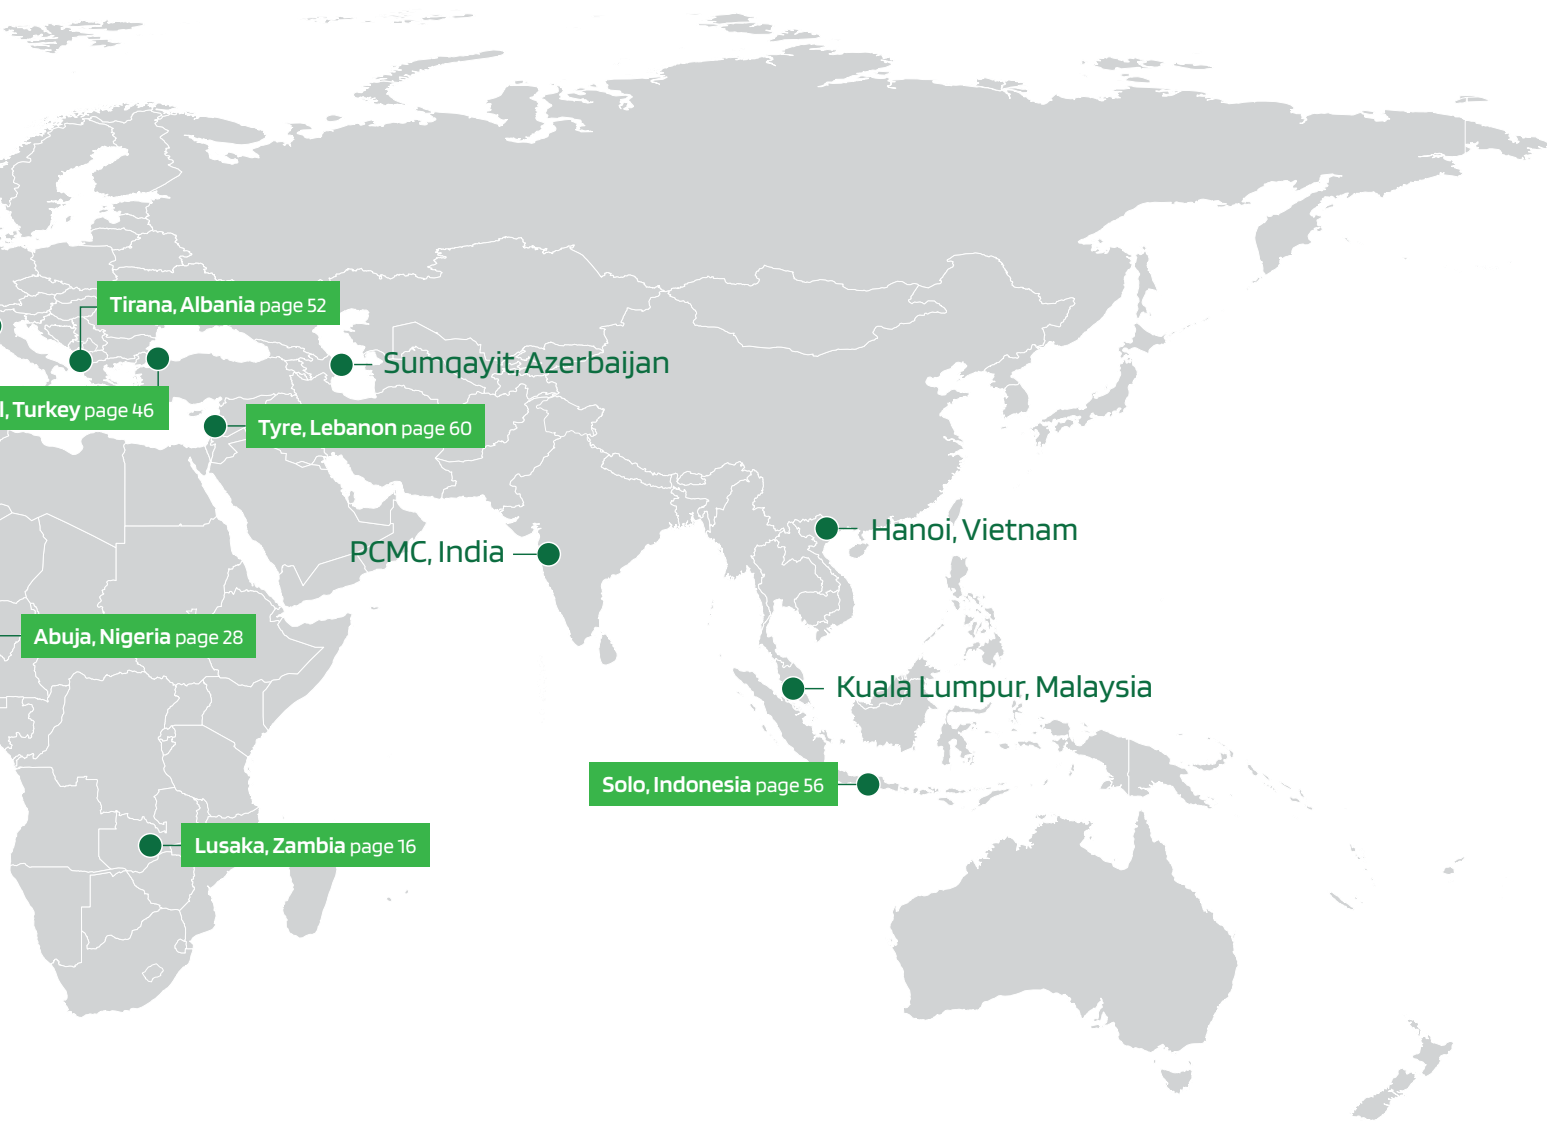 Tirana, Albania page 52
Sumqayit, Azerbaijan
l, Turkey page 46
Tyre, Lebanon page 60
Hanoi, Vietnam
PCMC, India
Abuja, Nigeria page 28
Kuala Lumpur, Malaysia
Solo, Indonesia page 56
Lusaka, Zambia page 16